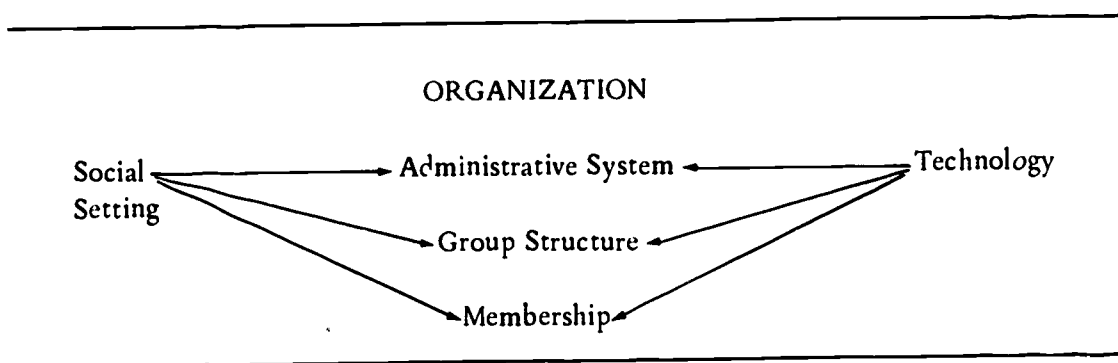 ORGANIZATION
Social Setting
Administrative System
Technology
Group Structure
Membership